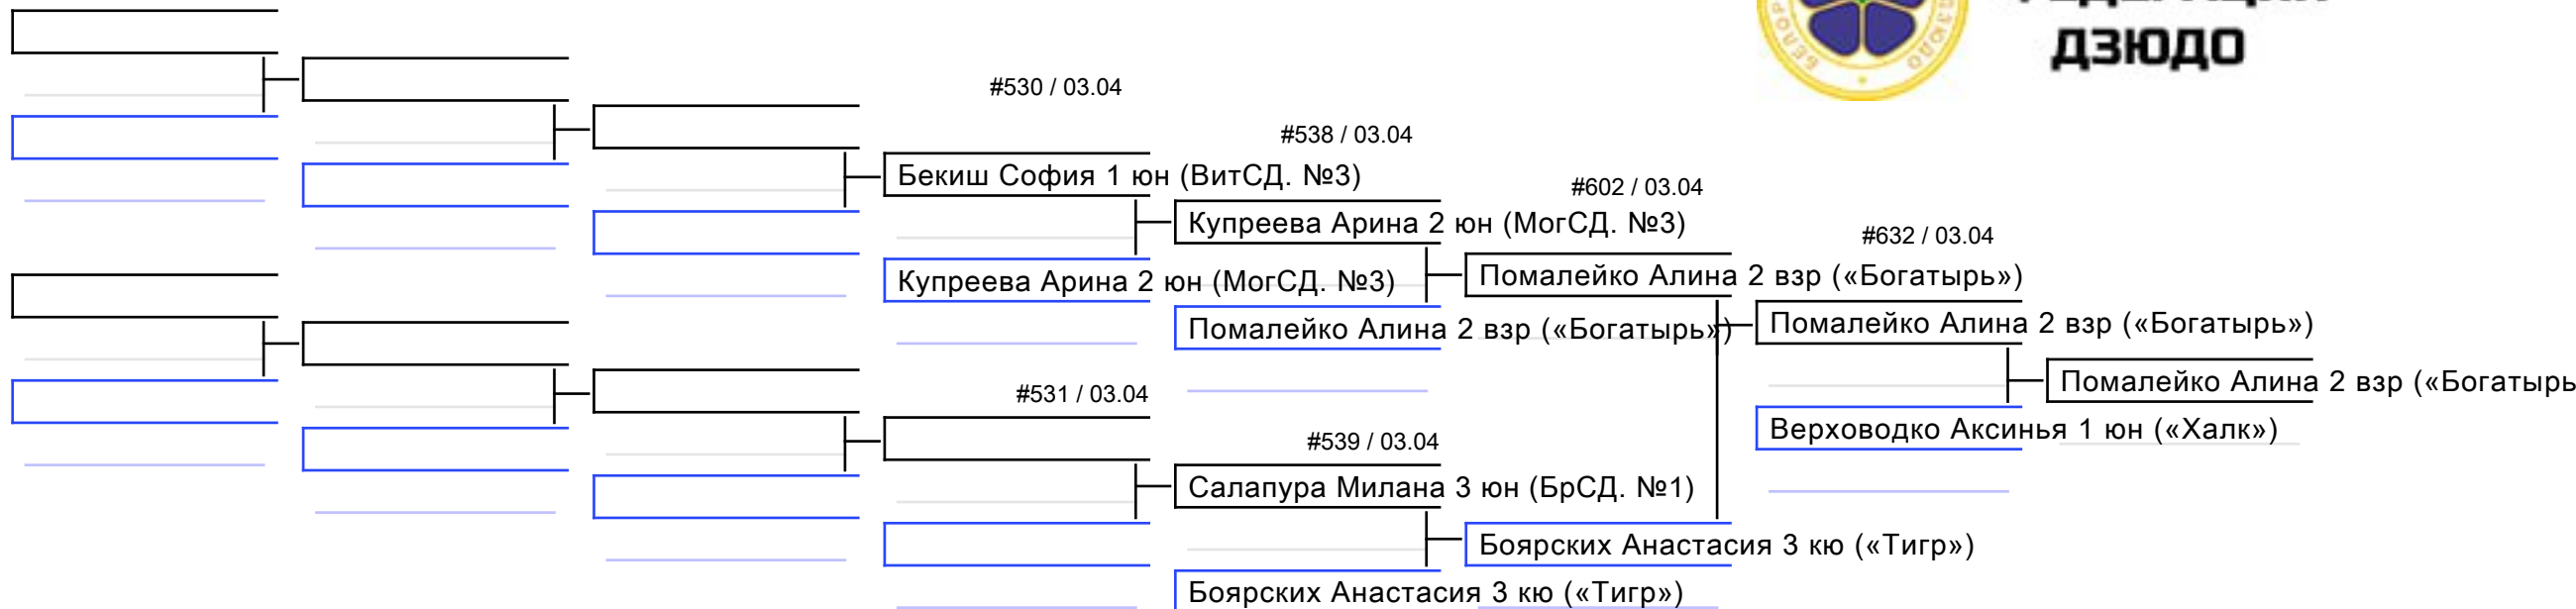 ДЗЮДО
#530 / 03.04
#538 / 03.04
Бекиш София 1 юн (ВитСД. №3)
#602 / 03.04
Купреева Арина 2 юн (МогСД. №3)
#632 / 03.04
Купреева Арина 2 юн (МогСД. №3)
Помалейко Алина 2 взр («Богатырь»)
Помалейко Алина 2 взр («Богатырь»)
Помалейко Алина 2 взр («Богатырь»)
#531 / 03.04
Помалейко Алина 2 взр («Богатырь
#539 / 03.04
Верховодко Аксинья 1 юн («Халк»)
Салапура Милана 3 юн (БрСД. №1)
Боярских Анастасия 3 кю («Тигр»)
Боярских Анастасия 3 кю («Тигр»)